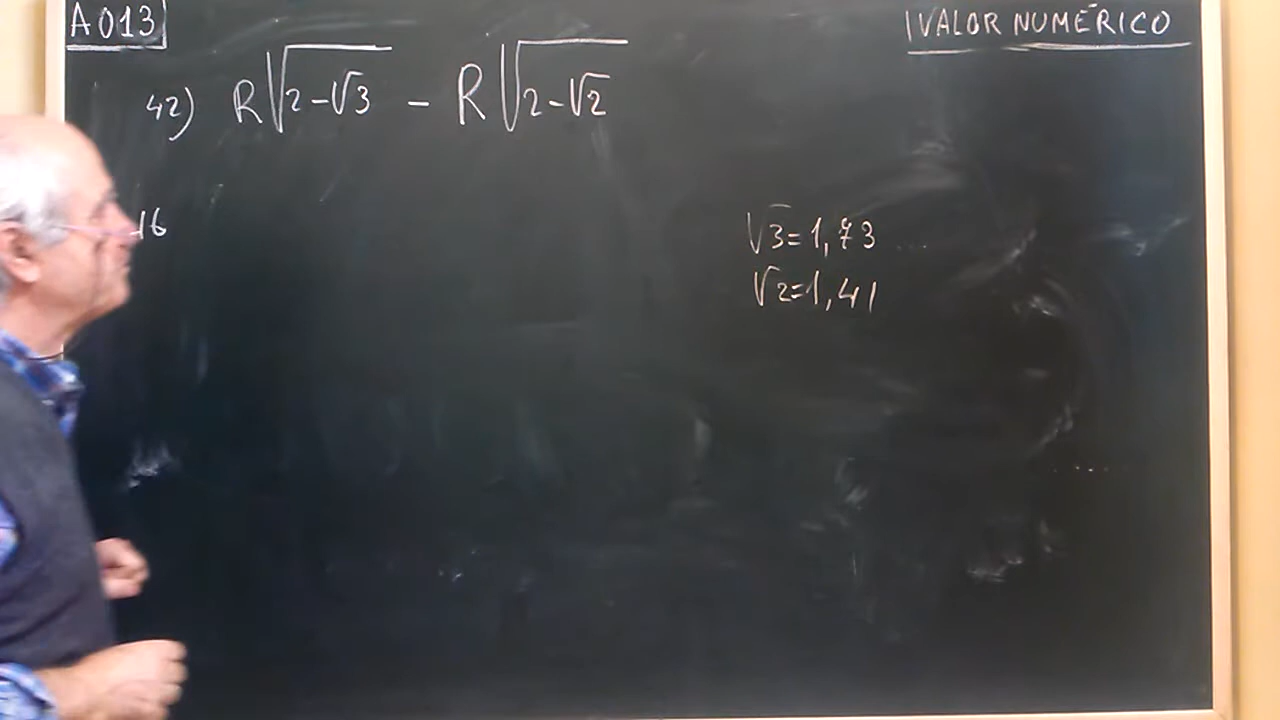 A013
VALOR NUMÉRICO
42) R√(2-√3) - R√(2-√2)
16
√3=1,73 ...
√2=1,41